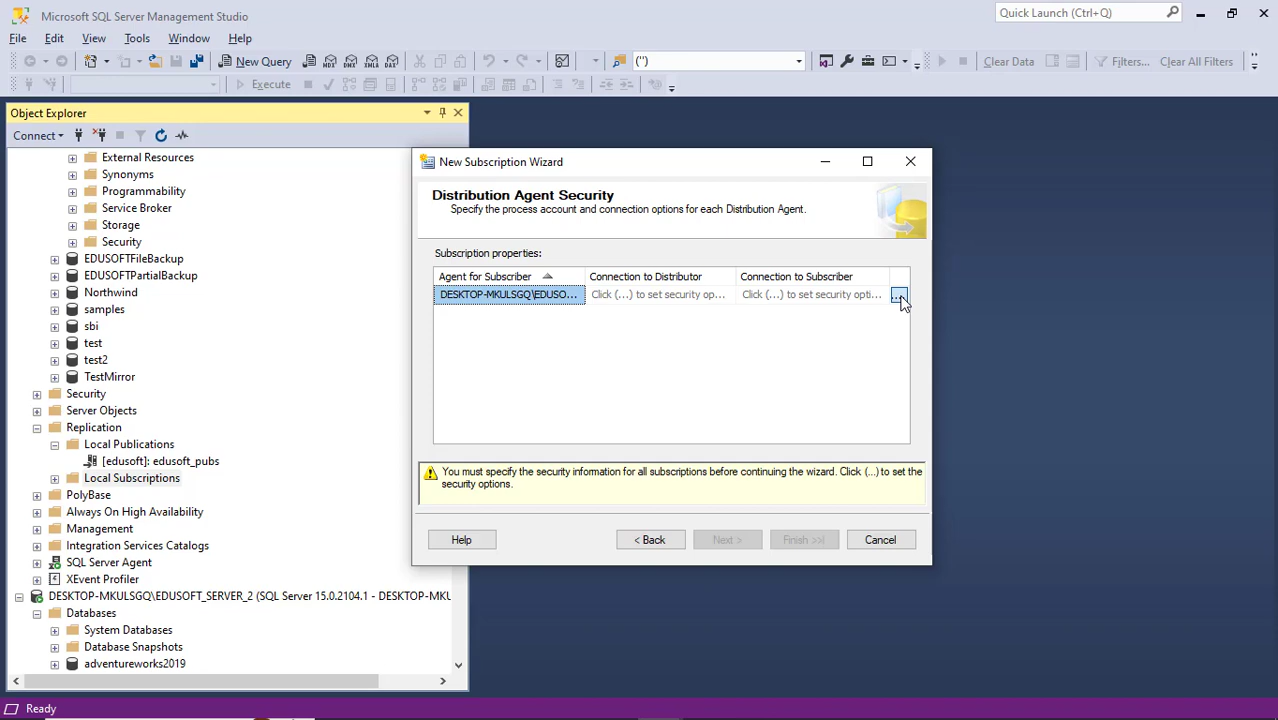 Microsoft SQL Server Management Studio
Quick Launch (Ctrl+Q)
File Edit View Tools Window Help
New Query MDX DMX XMLA DAX ('')
Execute Clear Data Filters... Clear All Filters
Object Explorer
Connect
External Resources
Synonyms
Programmability
Service Broker
Storage
Security
EDUSOFTFileBackup
EDUSOFTPartialBackup
Northwind
samples
sbi
test
test2
TestMirror
Security
Server Objects
Replication
Local Publications
[edusoft]: edusoft_pubs
Local Subscriptions
PolyBase
Always On High Availability
Management
Integration Services Catalogs
SQL Server Agent
XEvent Profiler
DESKTOP-MKULSGQ\EDUSOFT_SERVER_2 (SQL Server 15.0.2104.1 - DESKTOP-MKU
Databases
System Databases
Database Snapshots
adventureworks2019
New Subscription Wizard
Distribution Agent Security
Specify the process account and connection options for each Distribution Agent.
Subscription properties:
Agent for Subscriber Connection to Distributor Connection to Subscriber
DESKTOP-MKULSGQ\EDUSO... Click (...) to set security op... Click (...) to set security opti... ...
You must specify the security information for all subscriptions before continuing the wizard. Click (...) to set the
security options.
Help < Back Next > Finish >>| Cancel
Ready